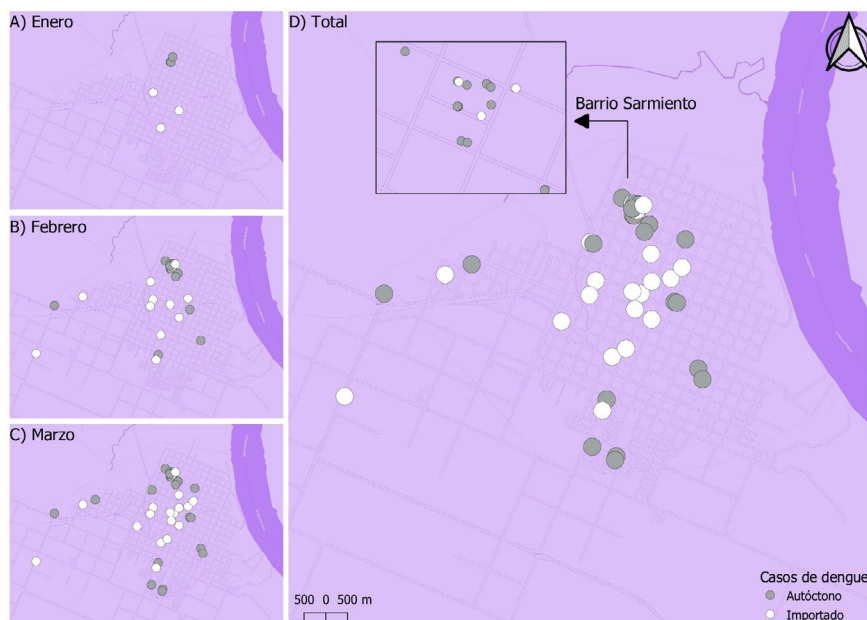 A) Enero
B) Febrero
C) Marzo
D) Total
Barrio Sarmiento
500 0 500 m
Casos de dengue
Autóctono
Importado